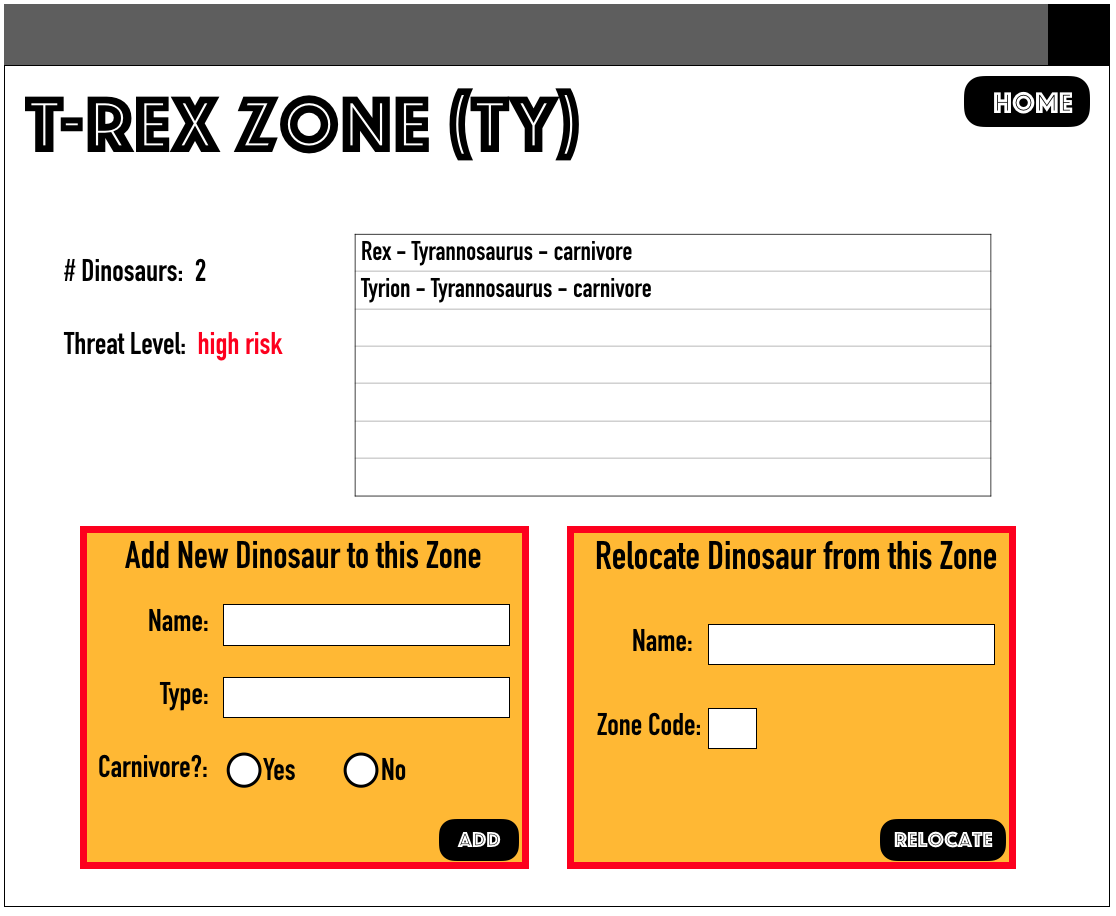 T-REX ZONE (TY)
HOME
# Dinosaurs: 2
Threat Level: high risk
Rex - Tyrannosaurus - carnivore
Tyrion - Tyrannosaurus - carnivore
Add New Dinosaur to this Zone
Name:
Type:
Carnivore?: Yes No
ADD
Relocate Dinosaur from this Zone
Name:
Zone Code:
RELOCATE